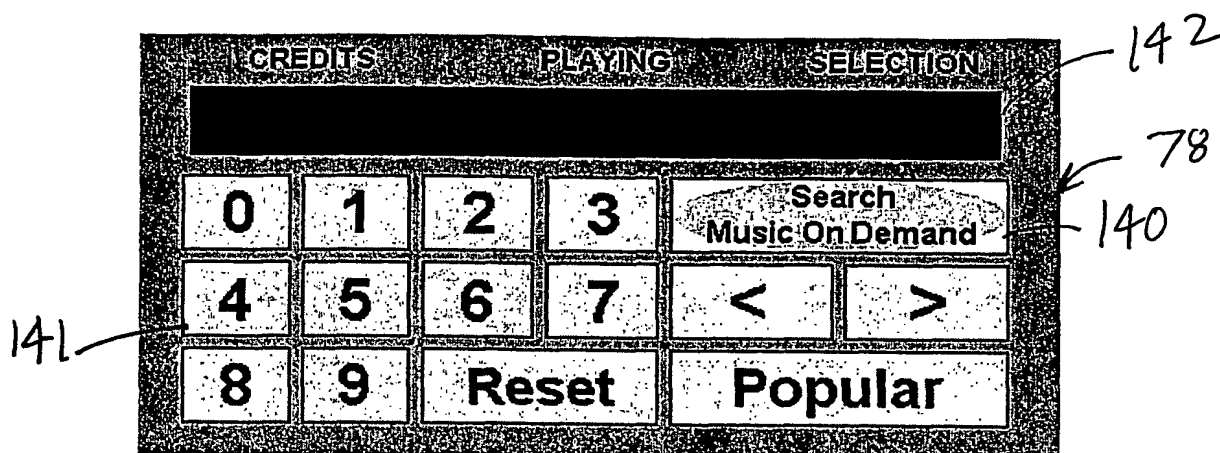 CREDITS PLAYING SELECTION 142
78
0 1 2 3 Search
Music On Demand 140
4 5 6 7 < >
141
8 9 Reset Popular